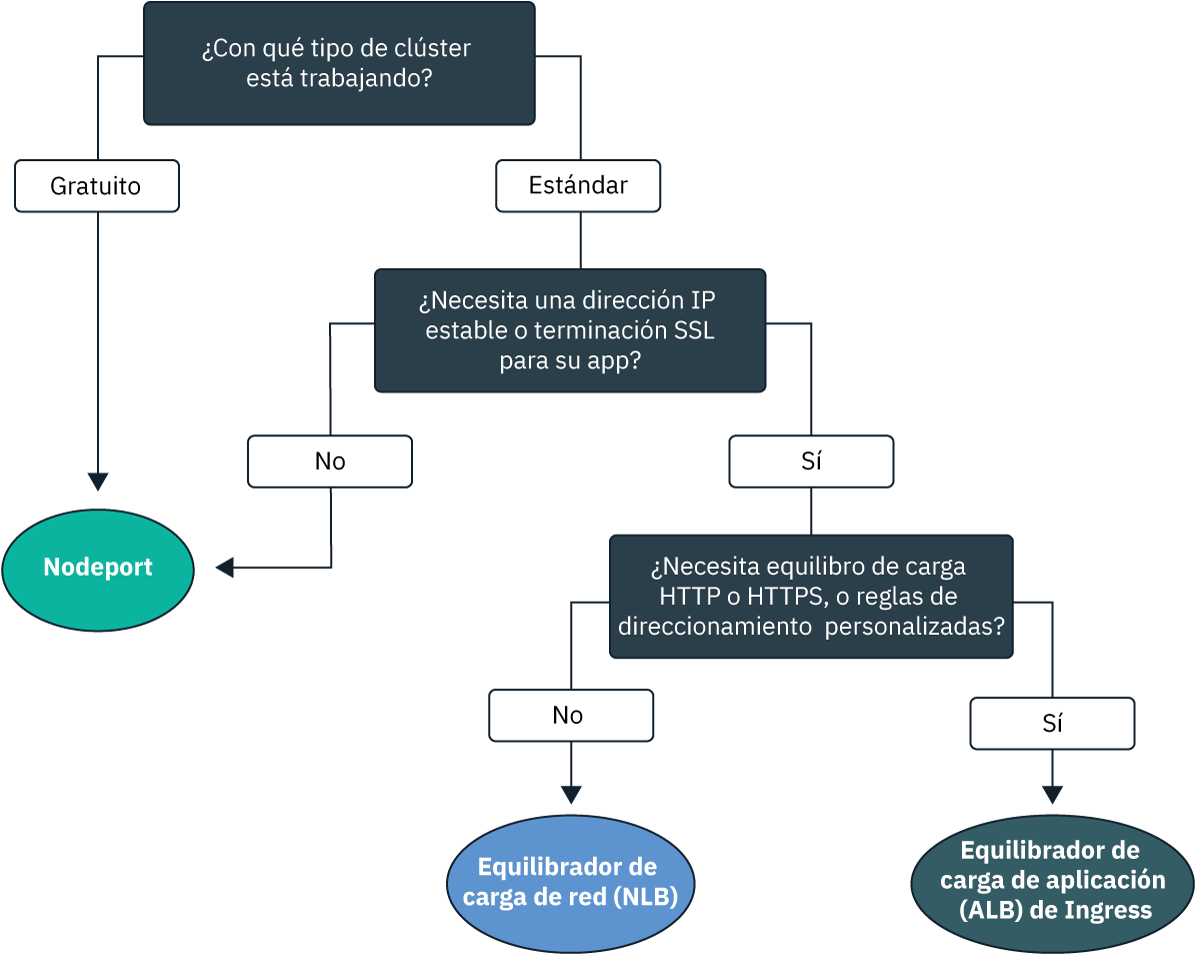 ¿Con qué tipo de clúster
está trabajando?
Gratuito
Estándar
¿Necesita una dirección IP
estable o terminación SSL
para su app?
No
Sí
Nodeport
¿Necesita equilibro de carga
HTTP o HTTPS, o reglas de
direccionamiento personalizadas?
No
Sí
Equilibrador de
carga de red (NLB)
Equilibrador de
carga de aplicación
(ALB) de Ingress